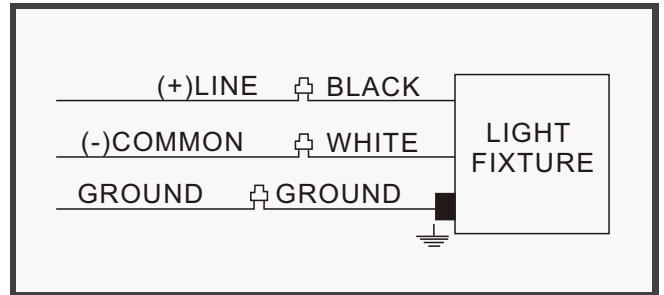 (+)LINE BLACK
(-)COMMON WHITE
GROUND GROUND
LIGHT
FIXTURE